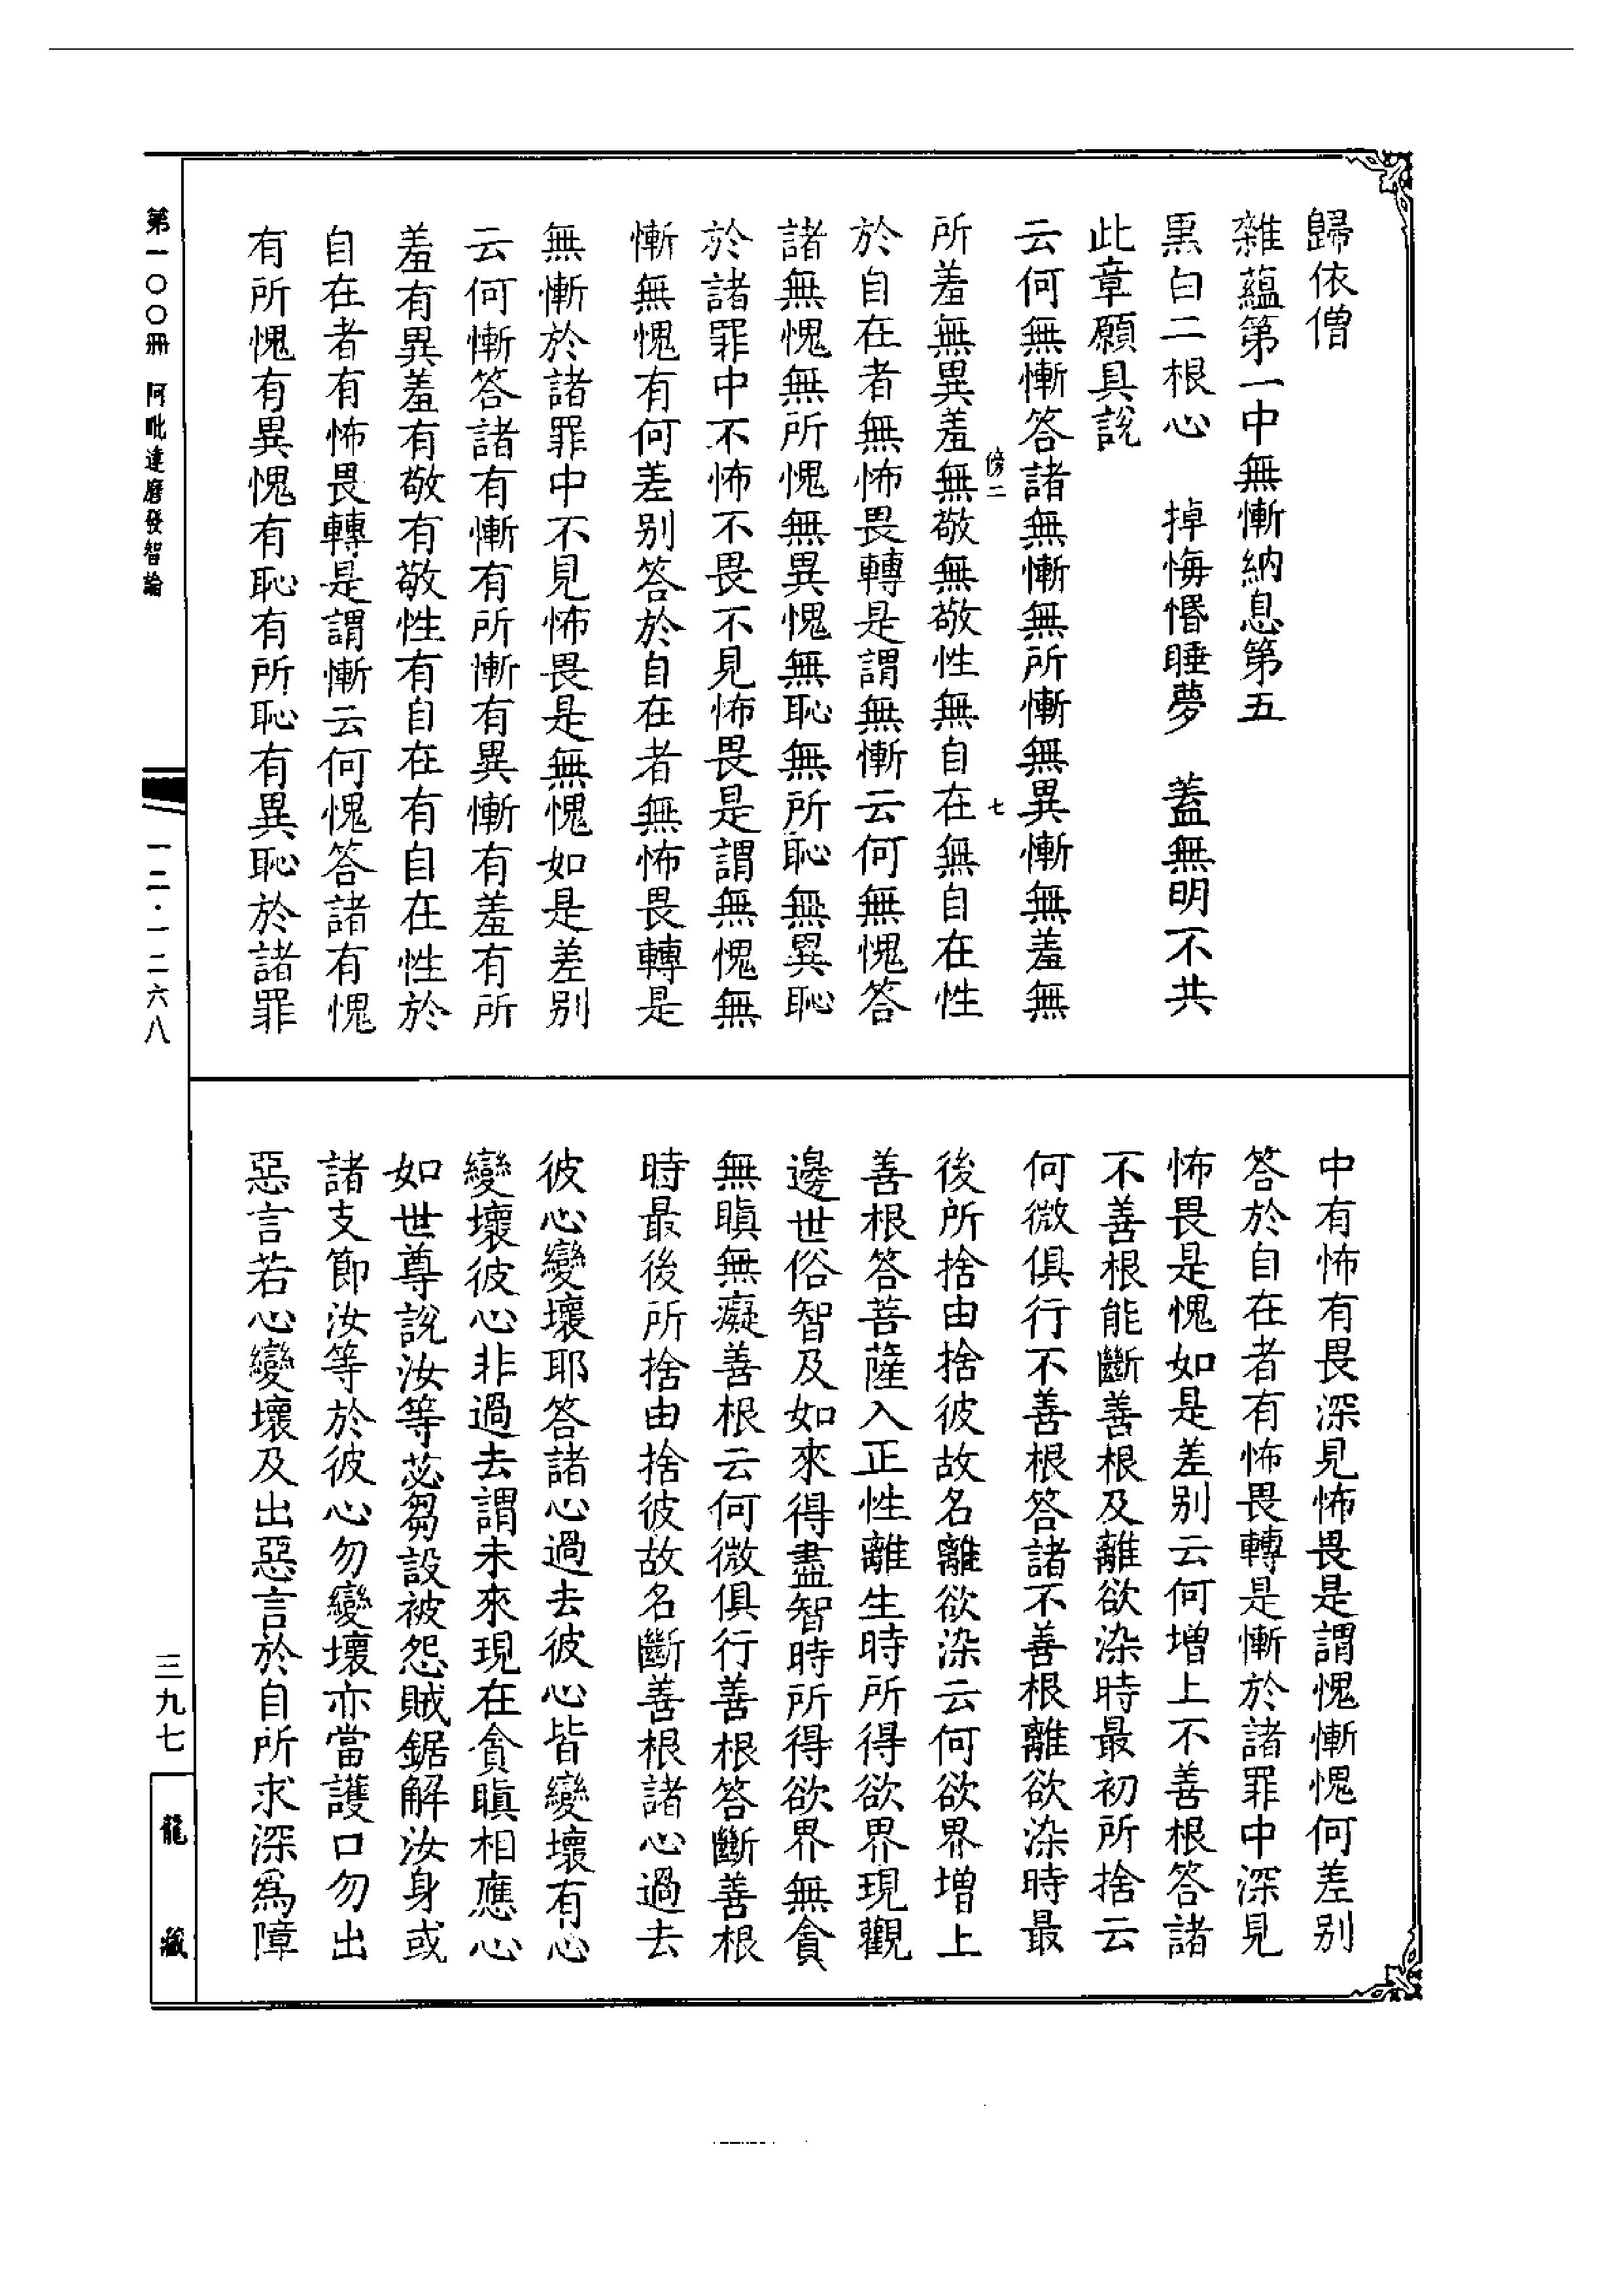 歸依僧
雜蘊第一中無慚納息第五
黑白二根心　掉悔惛睡夢　蓋無明不共
此章願具說
云何無慚答諸無慚無所慚無異慚無羞無
所羞無異羞無敬無敬性無自在無自在性
於自在者無怖畏轉是謂無慚云何無愧答
諸無愧無所愧無異愧無恥無所恥無異恥
於諸罪中不怖不畏不見怖畏是謂無愧無
慚無愧有何差別答於自在者無怖畏轉是
無慚於諸罪中不見怖畏是無愧如是差別
云何慚答諸有慚有所慚有異慚有羞有所
羞有異羞有敬有敬性有自在有自在性於
自在者有怖畏轉是謂慚云何愧答諸有愧
有所愧有異愧有恥有所恥有異恥於諸罪
傍二
七
中有怖有畏深見怖畏是謂愧慚愧何差別
答於自在者有怖畏轉是慚於諸罪中深見
怖畏是愧如是差別云何增上不善根答諸
不善根能斷善根及離欲染時最初所捨云
何微俱行不善根答諸不善根離欲染時最
後所捨由捨彼故名離欲染云何欲界增上
善根答菩薩入正性離生時所得欲界現觀
邊世俗智及如來得盡智時所得欲界無貪
無瞋無癡善根云何微俱行善根答斷善根
時最後所捨由捨彼故名斷善根諸心過去
彼心變壞耶答諸心過去彼心皆變壞有心
變壞彼心非過去謂未來現在貪瞋相應心
如世尊說汝等苾芻設被怨賊鋸解汝身或
諸支節汝等於彼心勿變壞亦當護口勿出
惡言若心變壞及出惡言於自所求深為障
第一〇〇冊　阿毗達磨發智論
一二·一二六八
三九七
龍藏